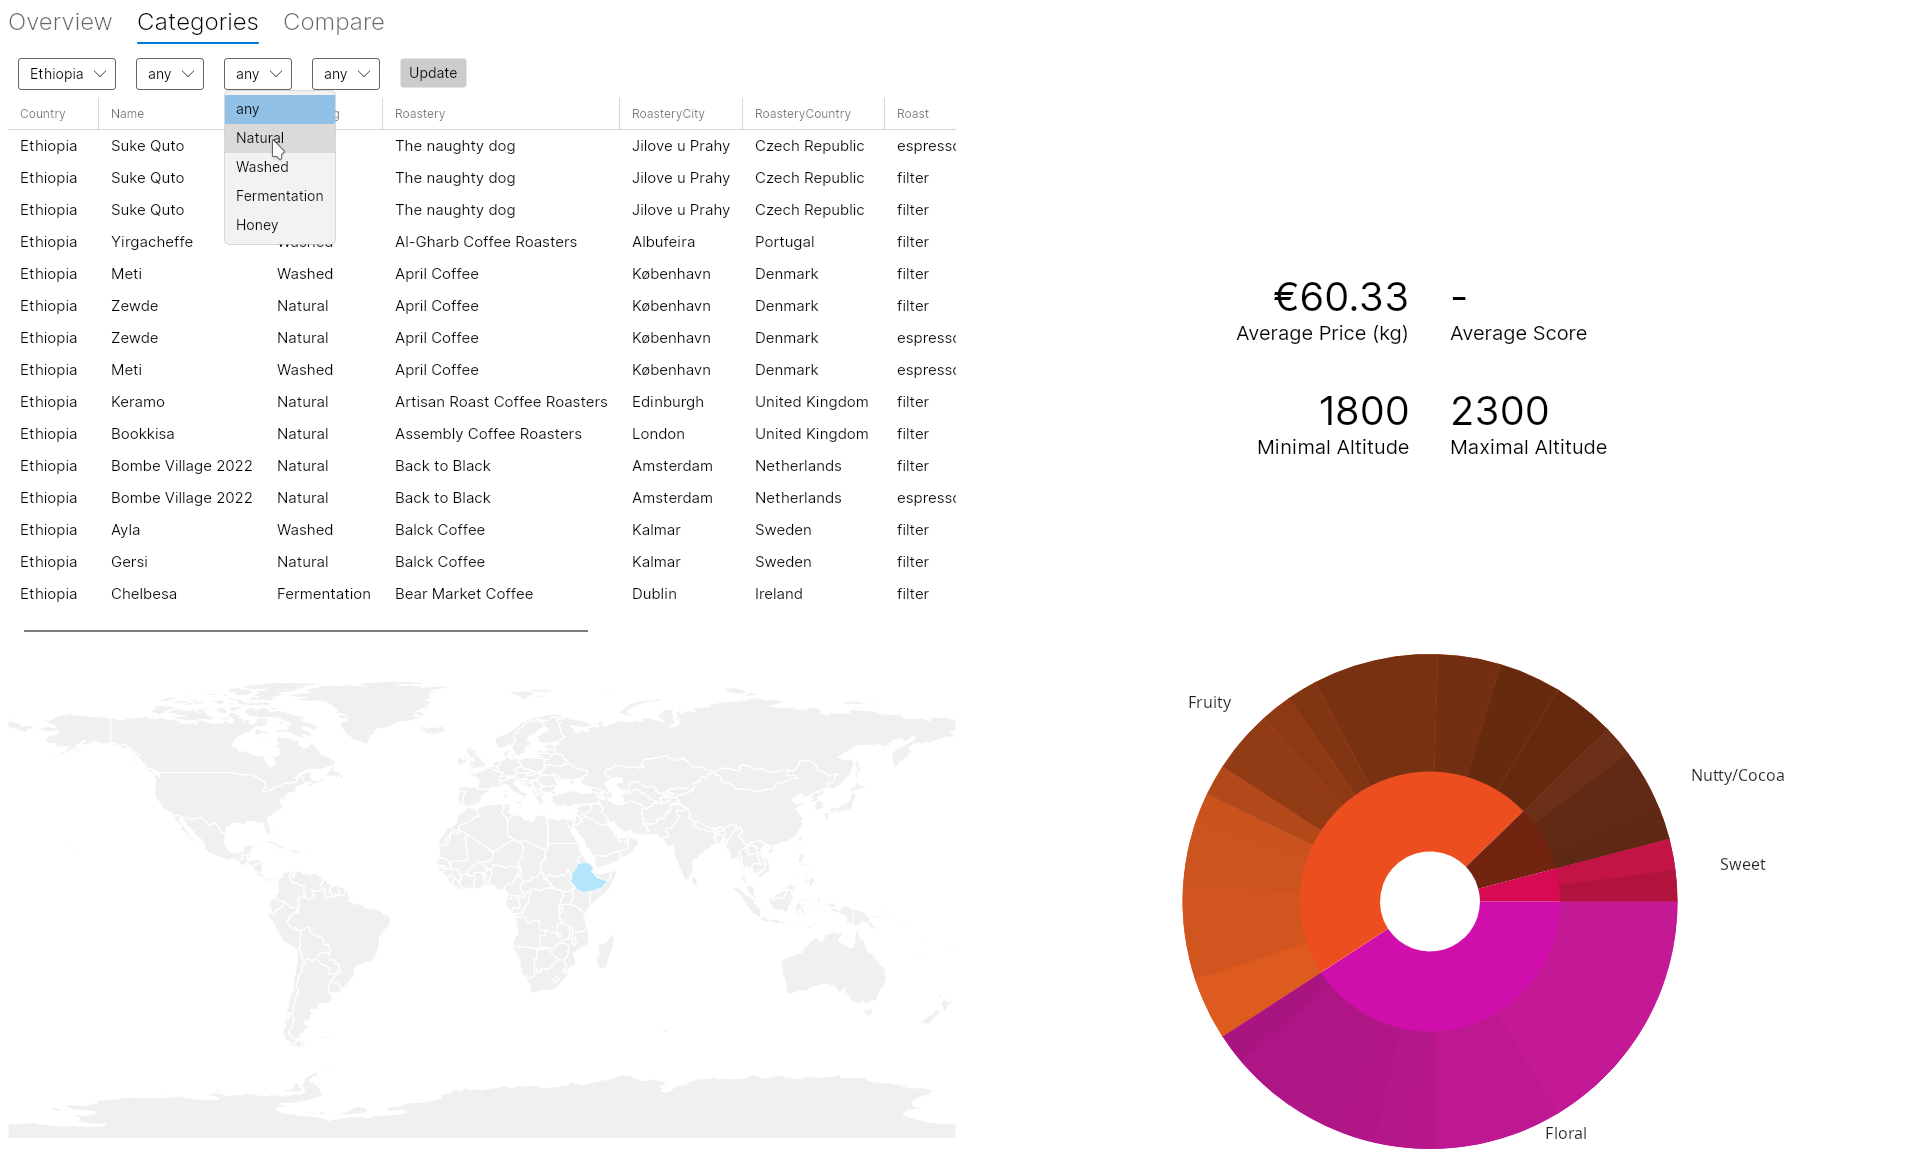 Overview Categories Compare
Ethiopia any any any Update
any
Natural
Washed
Fermentation
Honey
Country Name g Roastery RoasteryCity RoasteryCountry Roast
Ethiopia Suke Quto The naughty dog Jilove u Prahy Czech Republic espresso
Ethiopia Suke Quto The naughty dog Jilove u Prahy Czech Republic filter
Ethiopia Suke Quto The naughty dog Jilove u Prahy Czech Republic filter
Ethiopia Yirgacheffe Washed Al-Gharb Coffee Roasters Albufeira Portugal filter
Ethiopia Meti Washed April Coffee København Denmark filter
Ethiopia Zewde Natural April Coffee København Denmark filter
Ethiopia Zewde Natural April Coffee København Denmark espresso
Ethiopia Meti Washed April Coffee København Denmark espresso
Ethiopia Keramo Natural Artisan Roast Coffee Roasters Edinburgh United Kingdom filter
Ethiopia Bookkisa Natural Assembly Coffee Roasters London United Kingdom filter
Ethiopia Bombe Village 2022 Natural Back to Black Amsterdam Netherlands filter
Ethiopia Bombe Village 2022 Natural Back to Black Amsterdam Netherlands espresso
Ethiopia Ayla Washed Balck Coffee Kalmar Sweden filter
Ethiopia Gersi Natural Balck Coffee Kalmar Sweden filter
Ethiopia Chelbesa Fermentation Bear Market Coffee Dublin Ireland filter
€60.33 -
Average Price (kg) Average Score
1800 2300
Minimal Altitude Maximal Altitude
Fruity
Nutty/Cocoa
Sweet
Floral